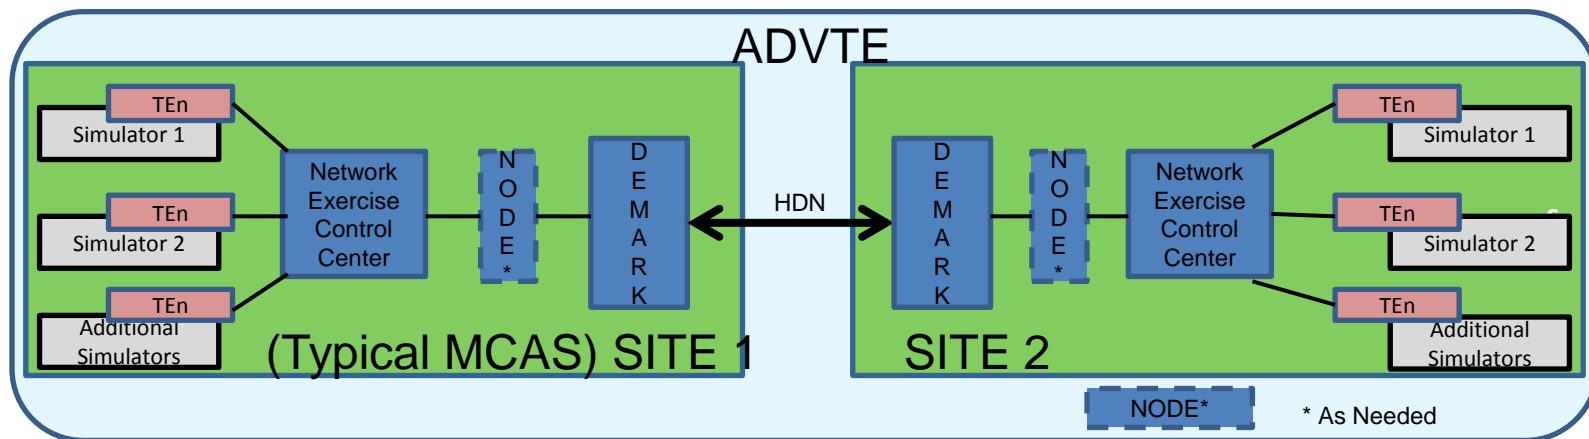 ADVTE
TEn
Simulator 1
TEn
Simulator 2
TEn
Additional
Simulators
Network
Exercise
Control
Center
N
O
D
E
*
D
E
M
A
R
K
(Typical MCAS) SITE 1
HDN
D
E
M
A
R
K
N
O
D
E
*
Network
Exercise
Control
Center
TEn
Simulator 1
TEn
Simulator 2
TEn
Additional
Simulators
SITE 2
NODE*
* As Needed